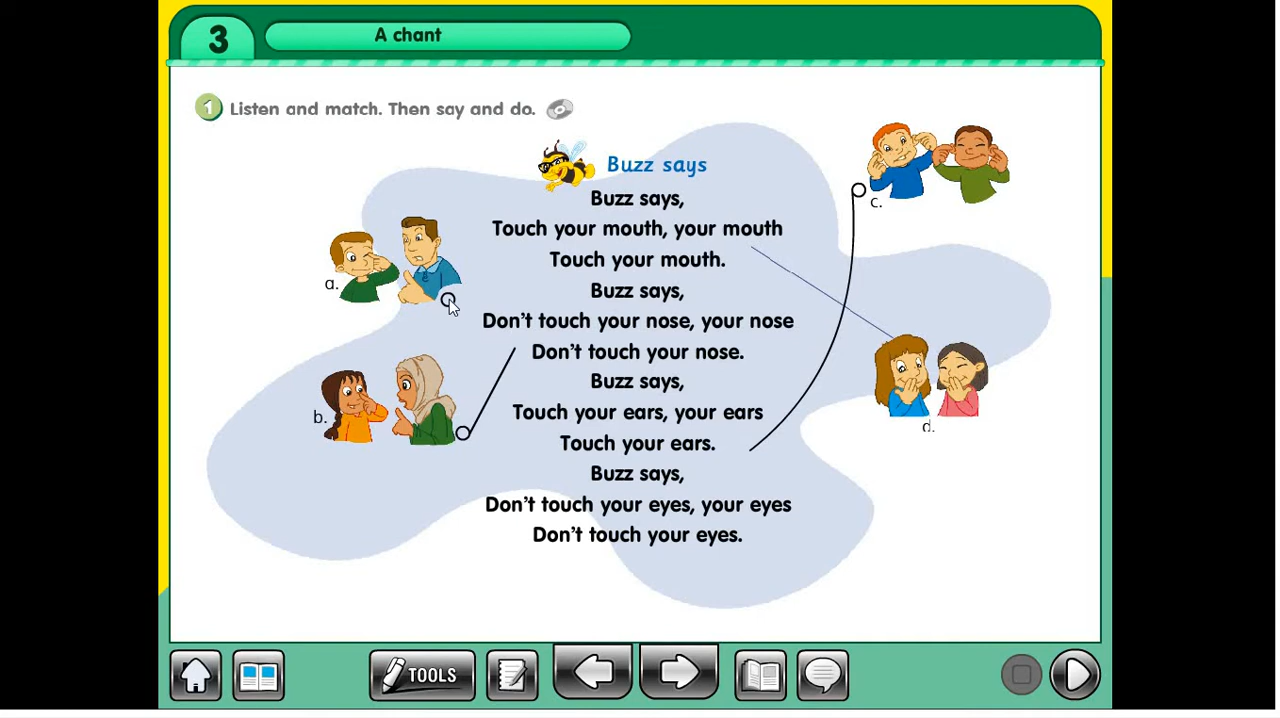 3
A chant
1 Listen and match. Then say and do.
Buzz says
Buzz says,
Touch your mouth, your mouth
Touch your mouth.
Buzz says,
Don't touch your nose, your nose
Don't touch your nose.
Buzz says,
Touch your ears, your ears
Touch your ears.
Buzz says,
Don't touch your eyes, your eyes
Don't touch your eyes.
a.
b.
c.
d.
TOOLS